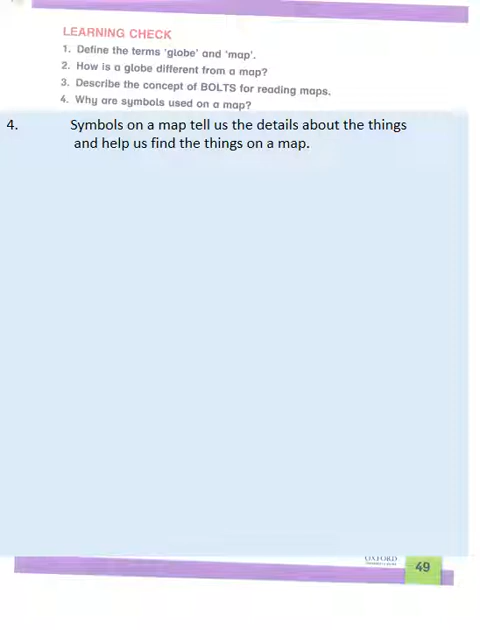 LEARNING CHECK
1. Define the terms 'globe' and 'map'.
2. How is a globe different from a map?
3. Describe the concept of BOLTS for reading maps.
4. Why are symbols used on a map?
4. Symbols on a map tell us the details about the things
and help us find the things on a map.
OXFORD
49